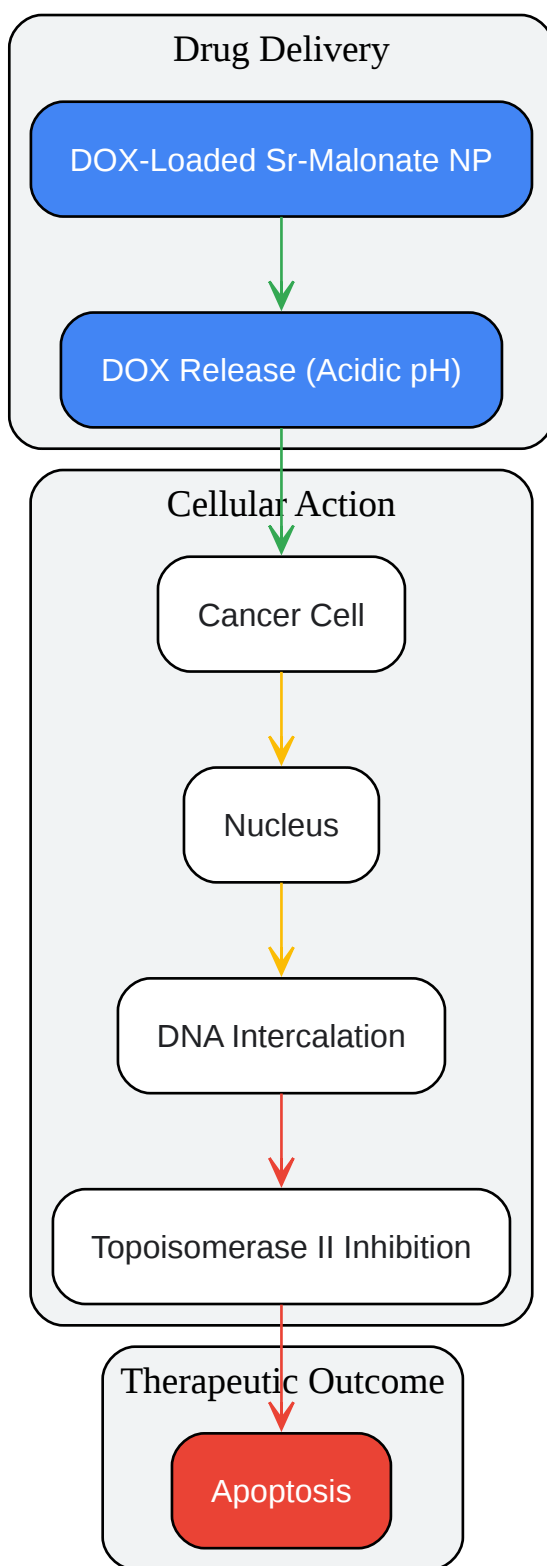 Drug Delivery
DOX-Loaded Sr-Malonate NP
DOX Release (Acidic pH)
Cellular Action
Cancer Cell
Nucleus
DNA Intercalation
Topoisomerase II Inhibition
Therapeutic Outcome
Apoptosis